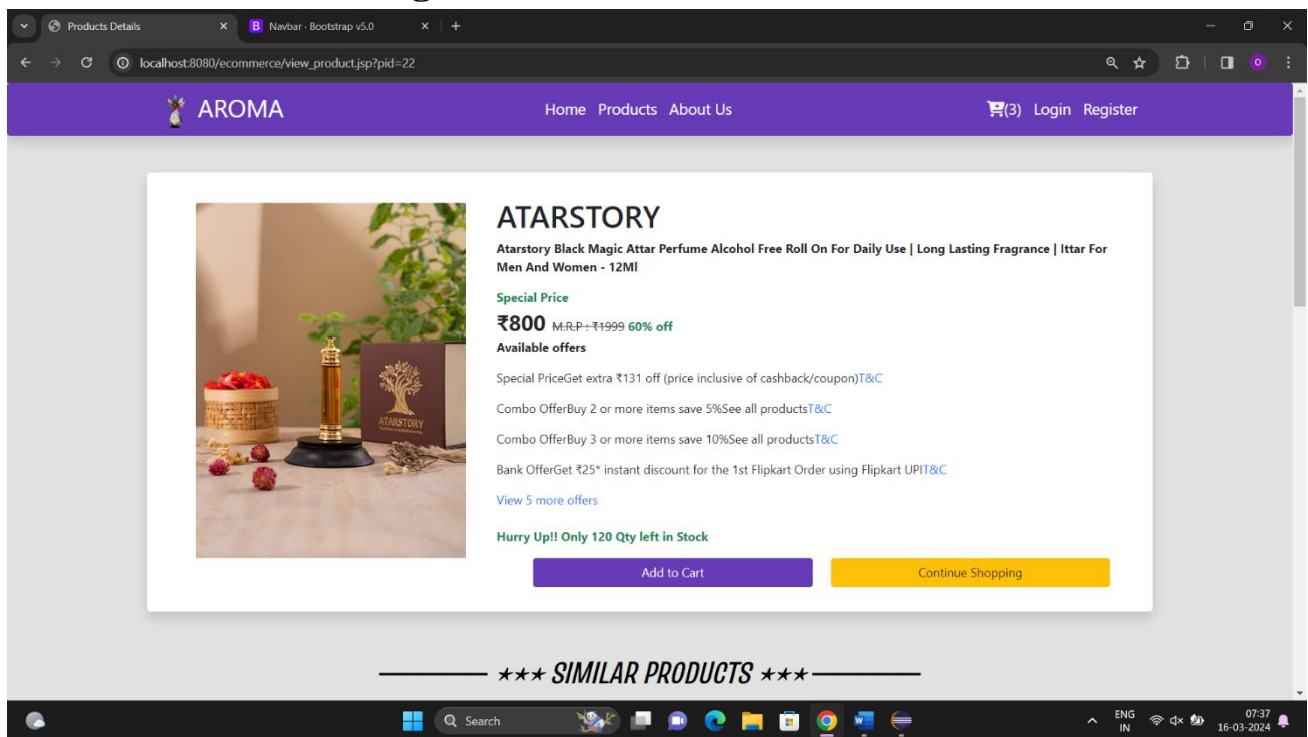 Products Details
Navbar · Bootstrap v5.0
localhost:8080/ecommerce/view_product.jsp?pid=22
AROMA
Home Products About Us
(3) Login Register
ATARSTORY
Atarstory Black Magic Attar Perfume Alcohol Free Roll On For Daily Use | Long Lasting Fragrance | Ittar For
Men And Women - 12Ml
Special Price
₹800 M.R.P : ₹1999 60% off
Available offers
Special PriceGet extra ₹131 off (price inclusive of cashback/coupon)T&C
Combo OfferBuy 2 or more items save 5%See all productsT&C
Combo OfferBuy 3 or more items save 10%See all productsT&C
Bank OfferGet ₹25* instant discount for the 1st Flipkart Order using Flipkart UPIT&C
View 5 more offers
Hurry Up!! Only 120 Qty left in Stock
Add to Cart
Continue Shopping
ATARSTORY
★★★ SIMILAR PRODUCTS ★★★
Search
ENG
IN
07:37
16-03-2024